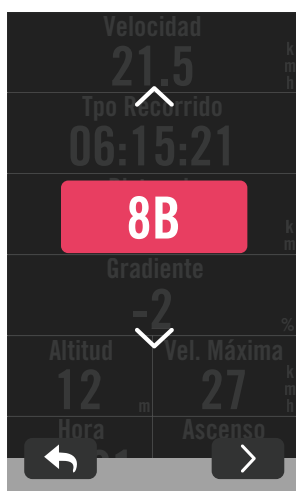 Velocidad
21.5
k
m
h
Tpo Recorrido
06:15:21
8B
k
m
Gradiente
-2
%
Altitud
12
m
Vel. Máxima
27
k
m
h
Hora
Ascenso